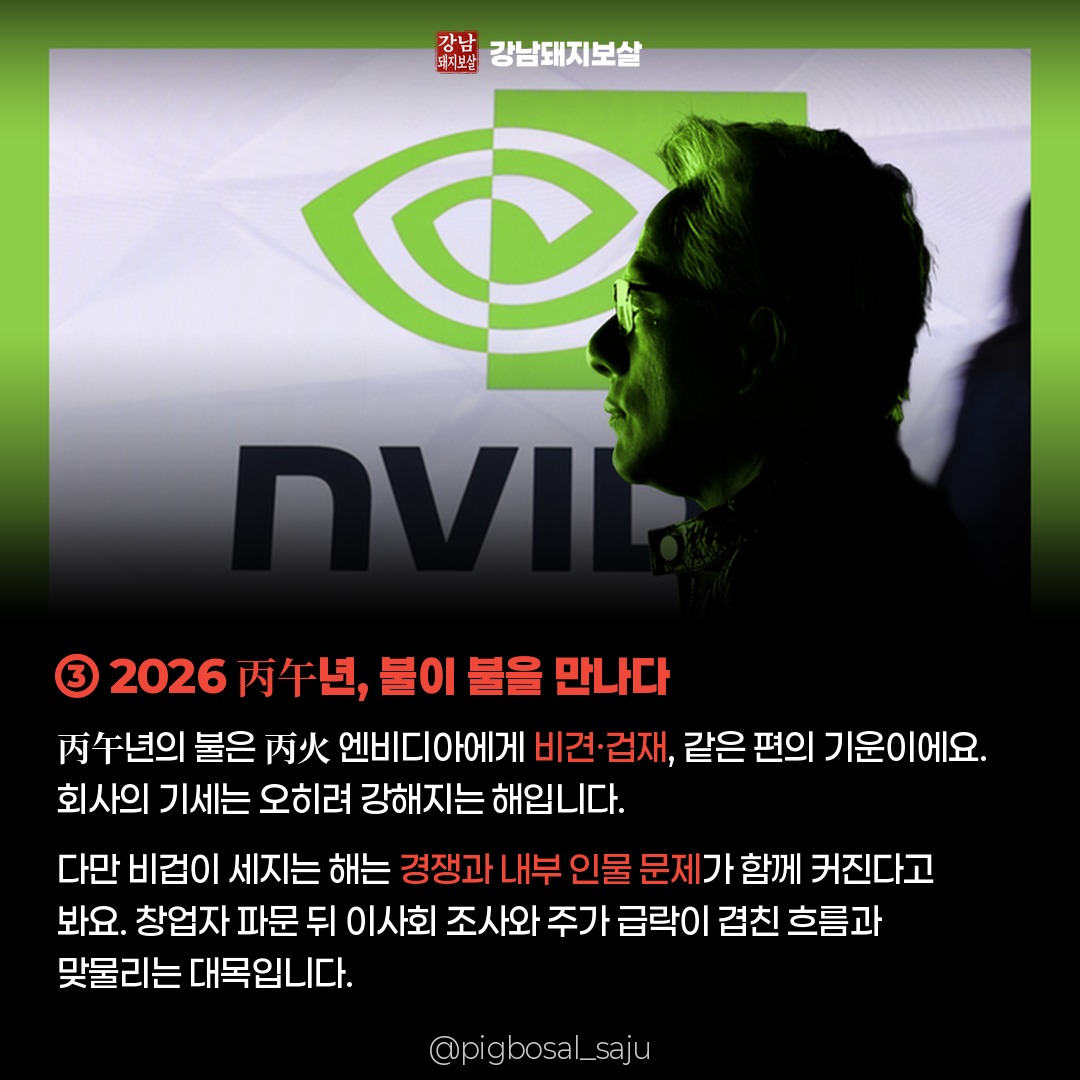 강남
돼지보살
강남돼지보살
nVID
③ 2026 丙午년, 불이 불을 만나다
丙午년의 불은 丙火 엔비디아에게 비견·겁재, 같은 편의 기운이에요.
회사의 기세는 오히려 강해지는 해입니다.
다만 비겁이 세지는 해는 경쟁과 내부 인물 문제가 함께 커진다고
봐요. 창업자 파문 뒤 이사회 조사와 주가 급락이 겹친 흐름과
맞물리는 대목입니다.
@pigbosal_saju